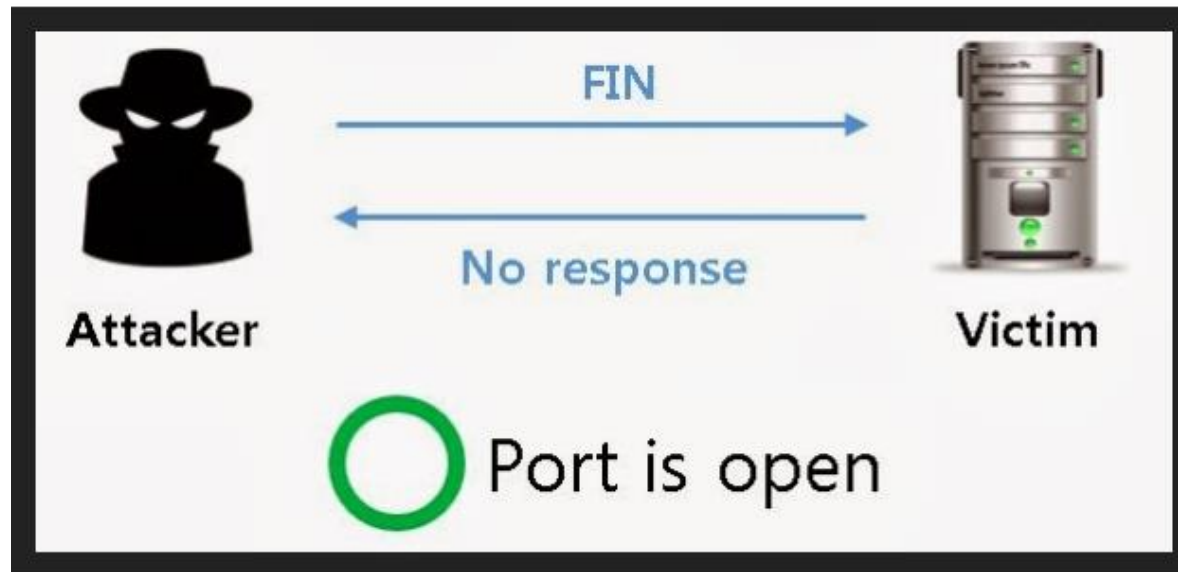 FIN
No response
Attacker
Victim
Port is open